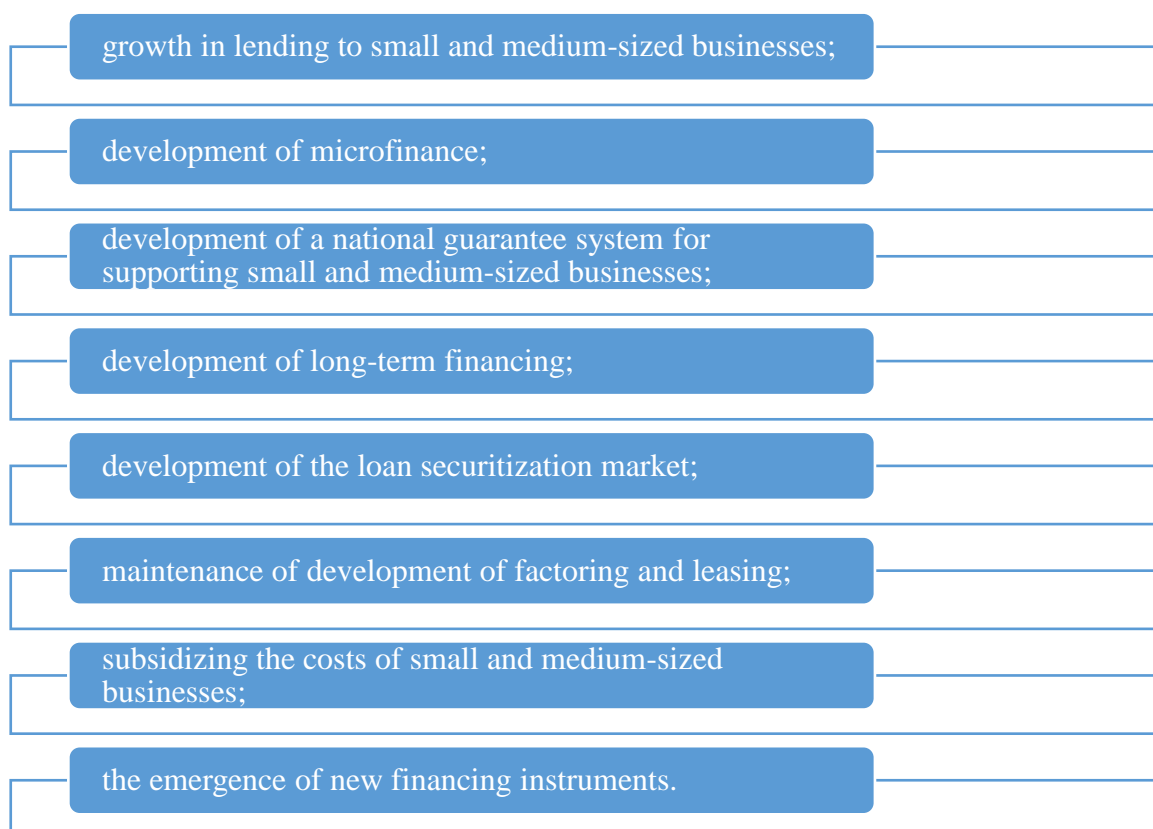 growth in lending to small and medium-sized businesses;
development of microfinance;
development of a national guarantee system for
supporting small and medium-sized businesses;
development of long-term financing;
development of the loan securitization market;
maintenance of development of factoring and leasing;
subsidizing the costs of small and medium-sized
businesses;
the emergence of new financing instruments.